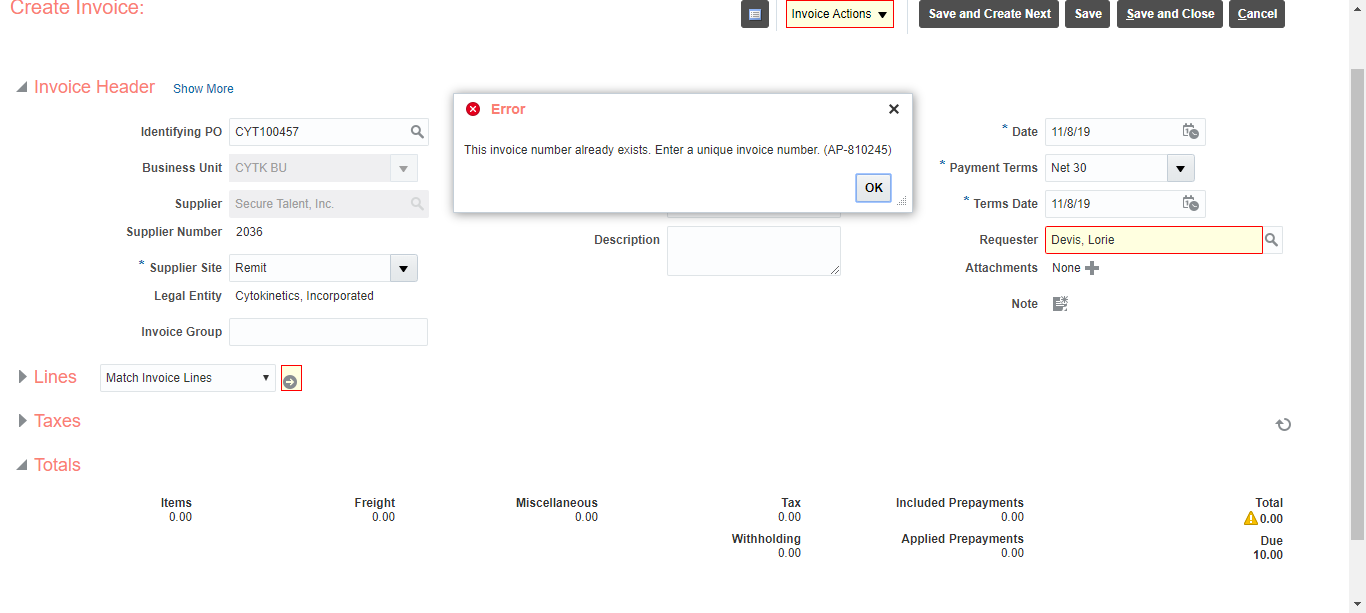 Create Invoice:
Invoice Actions
Save and Create Next
Save
Save and Close
Cancel
Invoice Header
Show More
Error
This invoice number already exists. Enter a unique invoice number. (AP-810245)
OK
Identifying PO CYT100457
Business Unit CYTK BU
Supplier Secure Talent, Inc.
Supplier Number 2036
* Supplier Site Remit
Legal Entity Cytokinetics, Incorporated
Invoice Group
Description
* Date 11/8/19
* Payment Terms Net 30
* Terms Date 11/8/19
Requester Devis, Lorie
Attachments None
Note
Lines Match Invoice Lines
Taxes
Totals
Items Freight Miscellaneous Tax Included Prepayments Total
0.00 0.00 0.00 0.00 0.00 0.00
Withholding Applied Prepayments Due
0.00 0.00 10.00